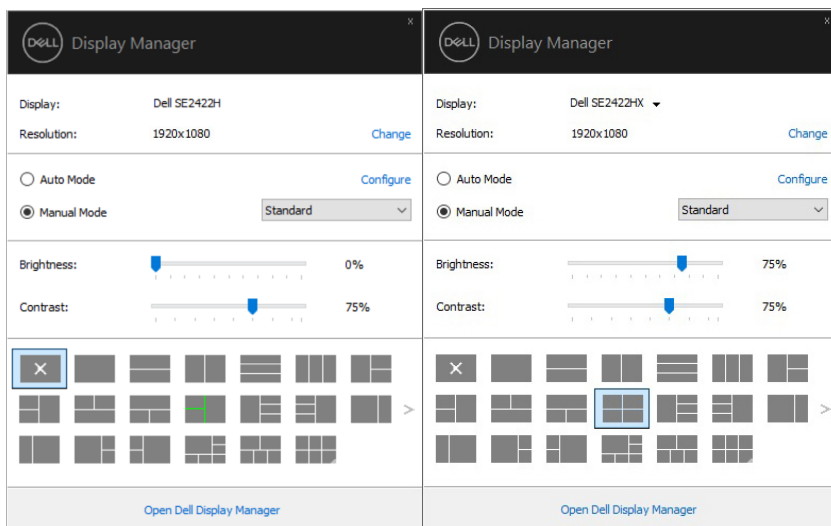 DELL Display Manager
x
Display: Dell SE2422H
Resolution: 1920x1080 Change
Auto Mode Configure
Manual Mode Standard
Brightness: 0%
Contrast: 75%
Open Dell Display Manager
DELL Display Manager
x
Display: Dell SE2422HX
Resolution: 1920x1080 Change
Auto Mode Configure
Manual Mode Standard
Brightness: 75%
Contrast: 75%
Open Dell Display Manager